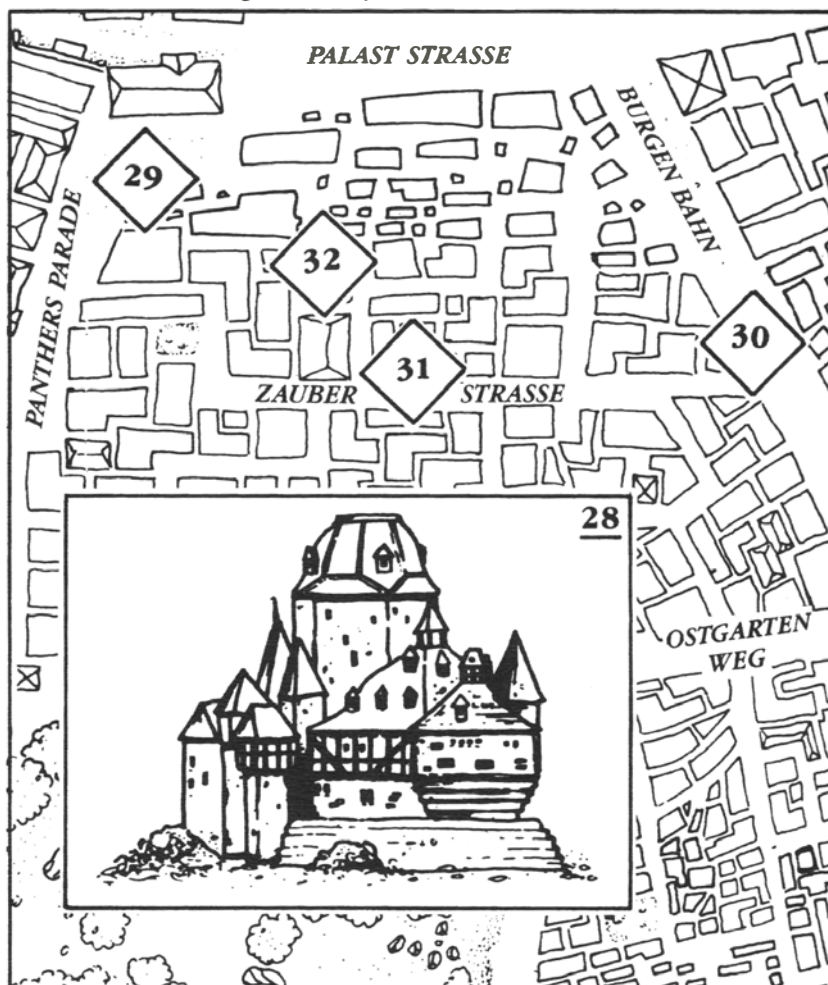 PALAST STRASSE
BURGEN BAHN
29
PANTHERS PARADE
32
30
31
ZAUBER STRASSE
28
OSTGARTEN
WEG